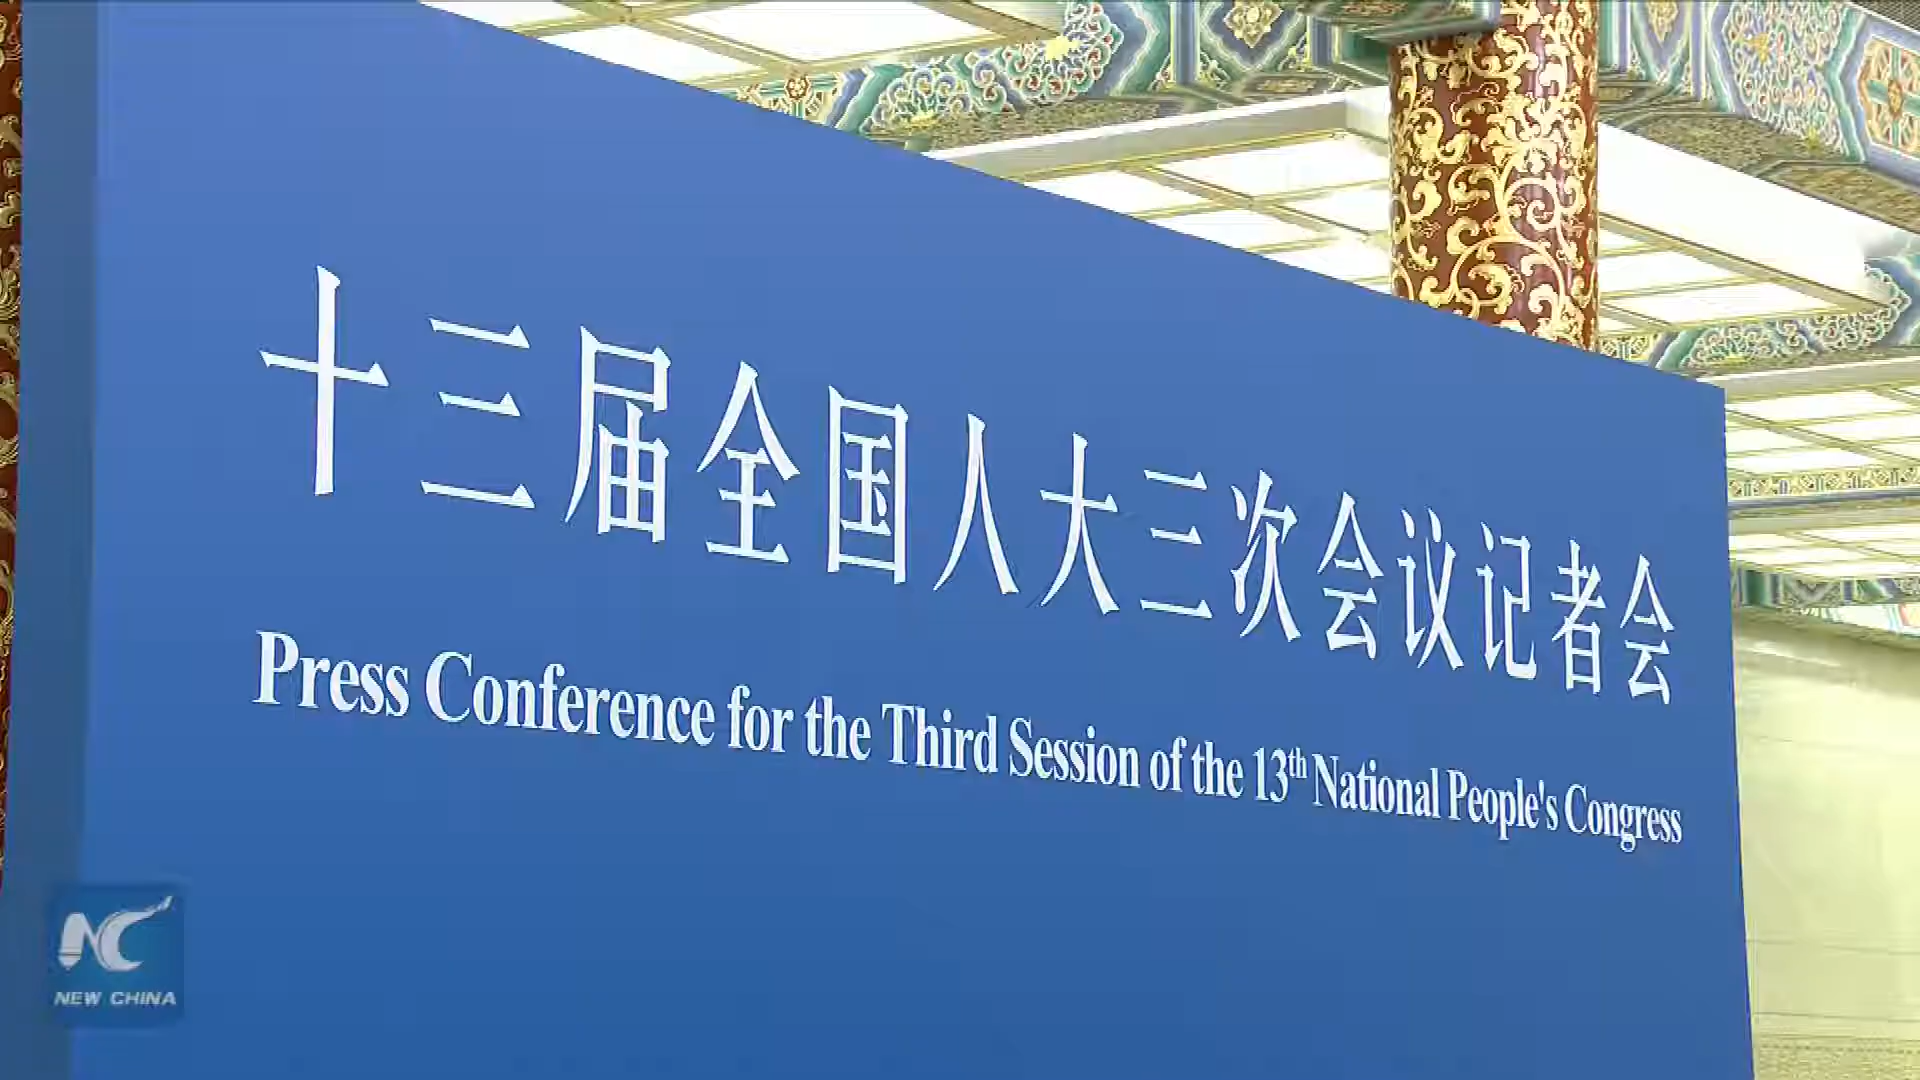 十三届全国人大三次会议记者会
Press Conference for the Third Session of the 13th National People's Congress
NC
NEW CHINA